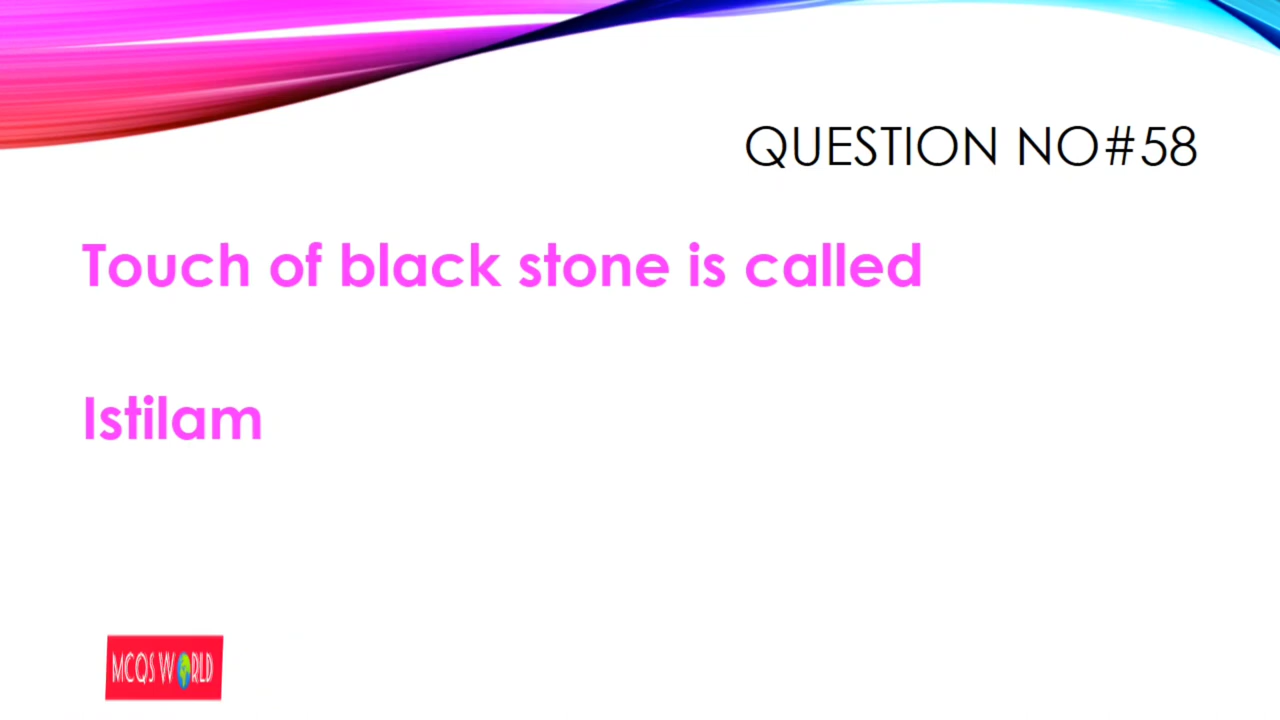 QUESTION NO#58
Touch of black stone is called
Istilam
MCQS WORLD